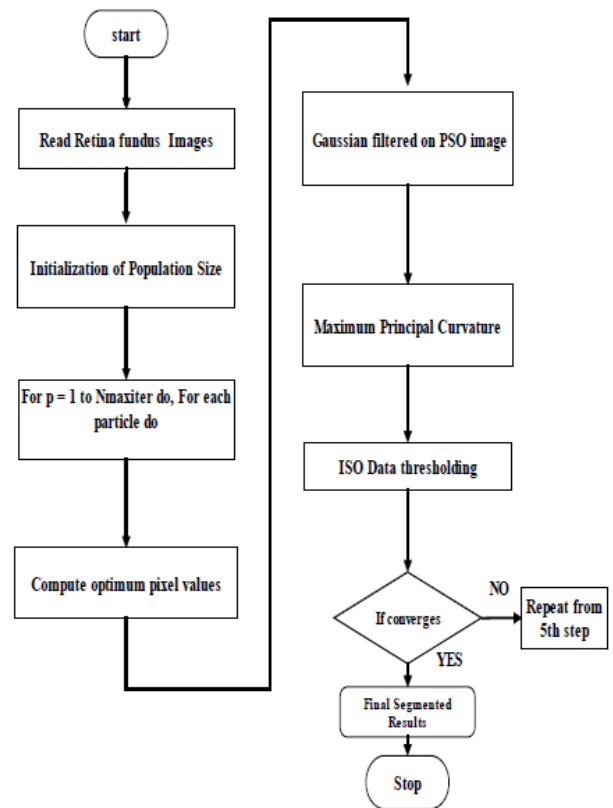 start
Read Retina fundus Images
Initialization of Population Size
For p = 1 to Nmaxiter do, For each
particle do
Compute optimum pixel values
Gaussian filtered on PSO image
Maximum Principal Curvature
ISO Data thresholding
If converges
NO
Repeat from
5th step
YES
Final Segmented
Results
Stop